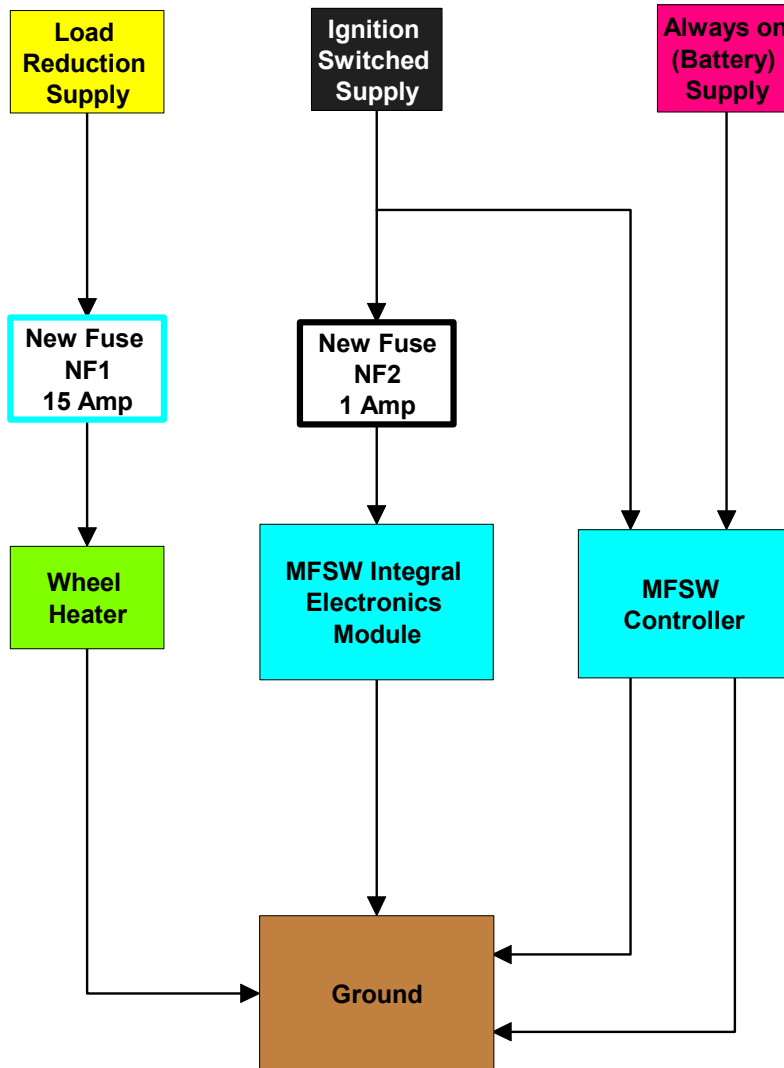 Load
Reduction
Supply
Ignition
Switched
Supply
Always on
(Battery)
Supply
New Fuse
NF1
15 Amp
New Fuse
NF2
1 Amp
Wheel
Heater
MFSW Integral
Electronics
Module
MFSW
Controller
Ground